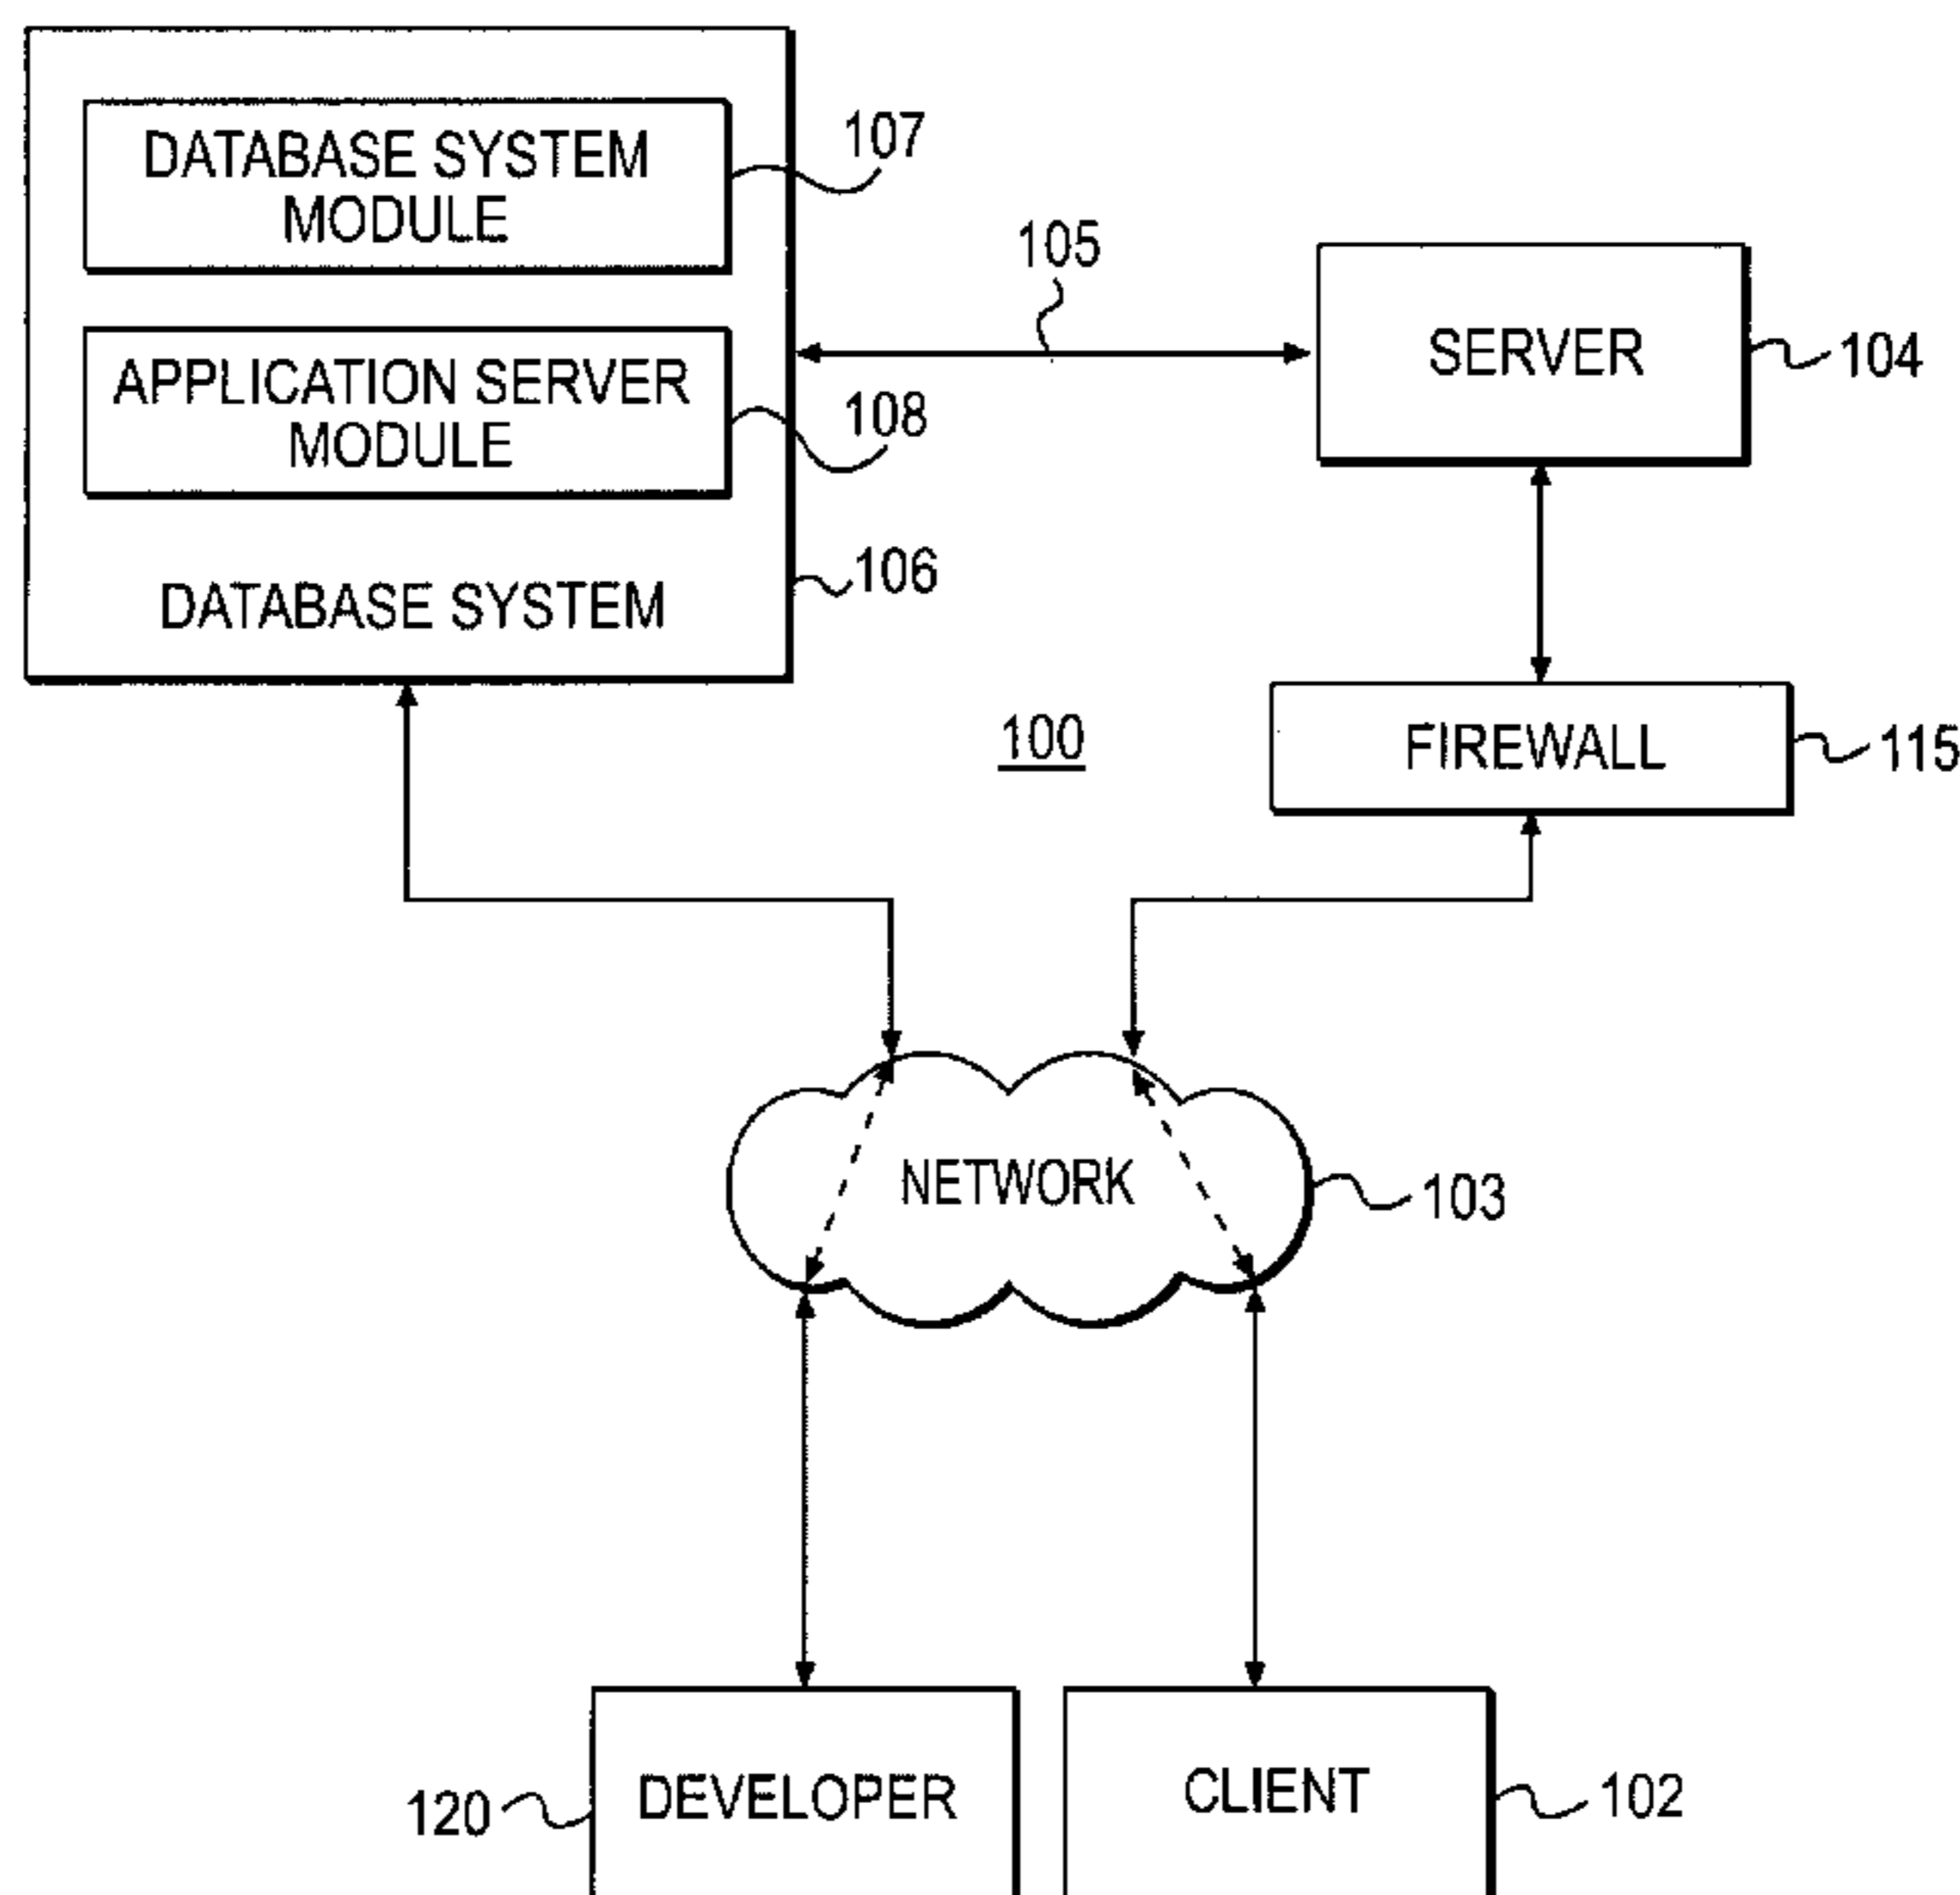 DATABASE SYSTEM
MODULE
107
105
SERVER
104
APPLICATION SERVER
MODULE
108
106
DATABASE SYSTEM
100
FIREWALL
115
NETWORK
103
DEVELOPER
120
CLIENT
102